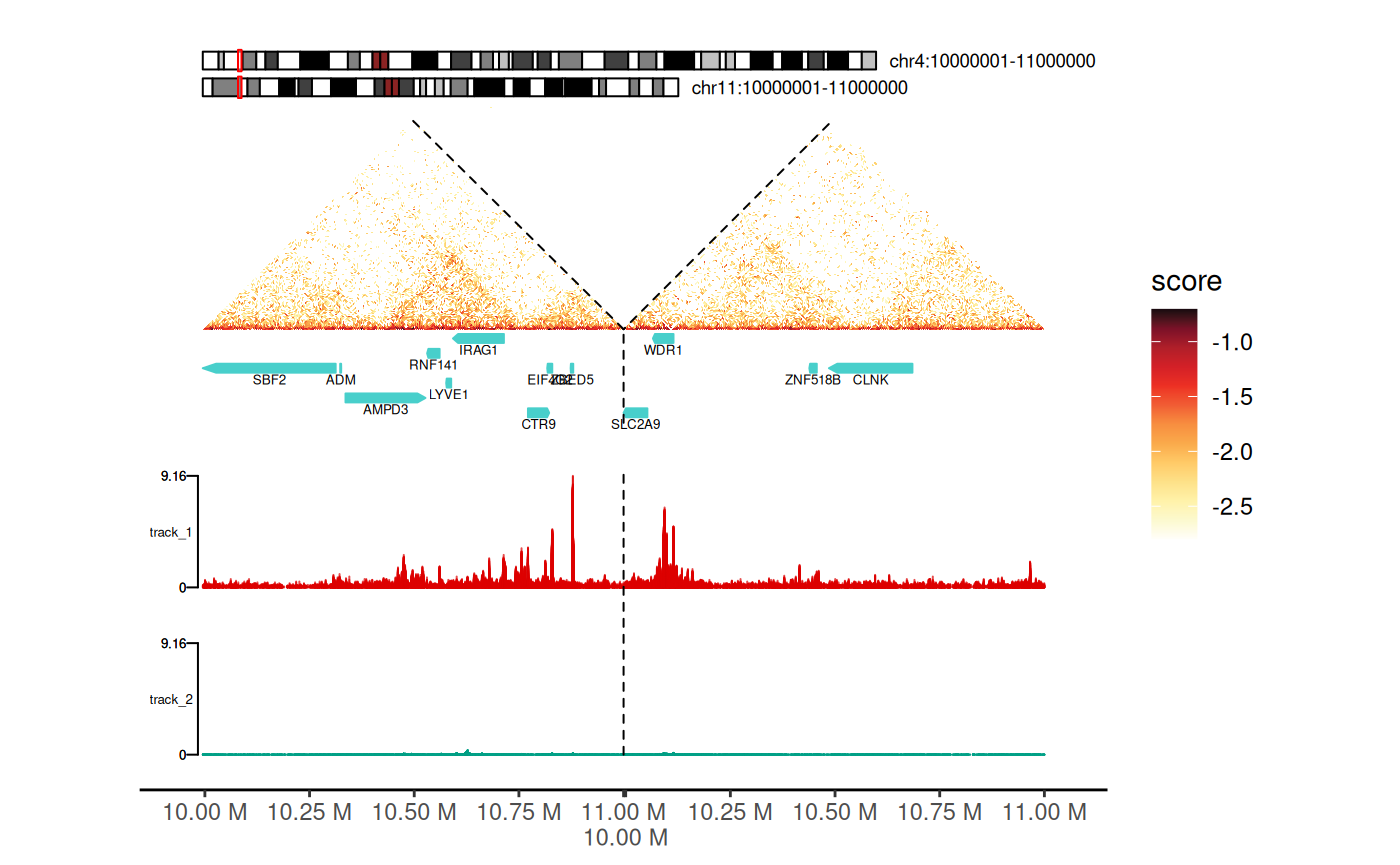 chr4:10000001-11000000
chr11:10000001-11000000
score
-1.0
-1.5
-2.0
-2.5
IRAG1
WDR1
RNF141
SBF2 ADM ZBED5 ZNF518B CLNK
LYVE1
AMPD3
CTR9 SLC2A9
9.16
track_1
0
9.16
track_2
0
10.00 M 10.25 M 10.50 M 10.75 M 11.00 M 10.25 M 10.50 M 10.75 M 11.00 M
10.00 M